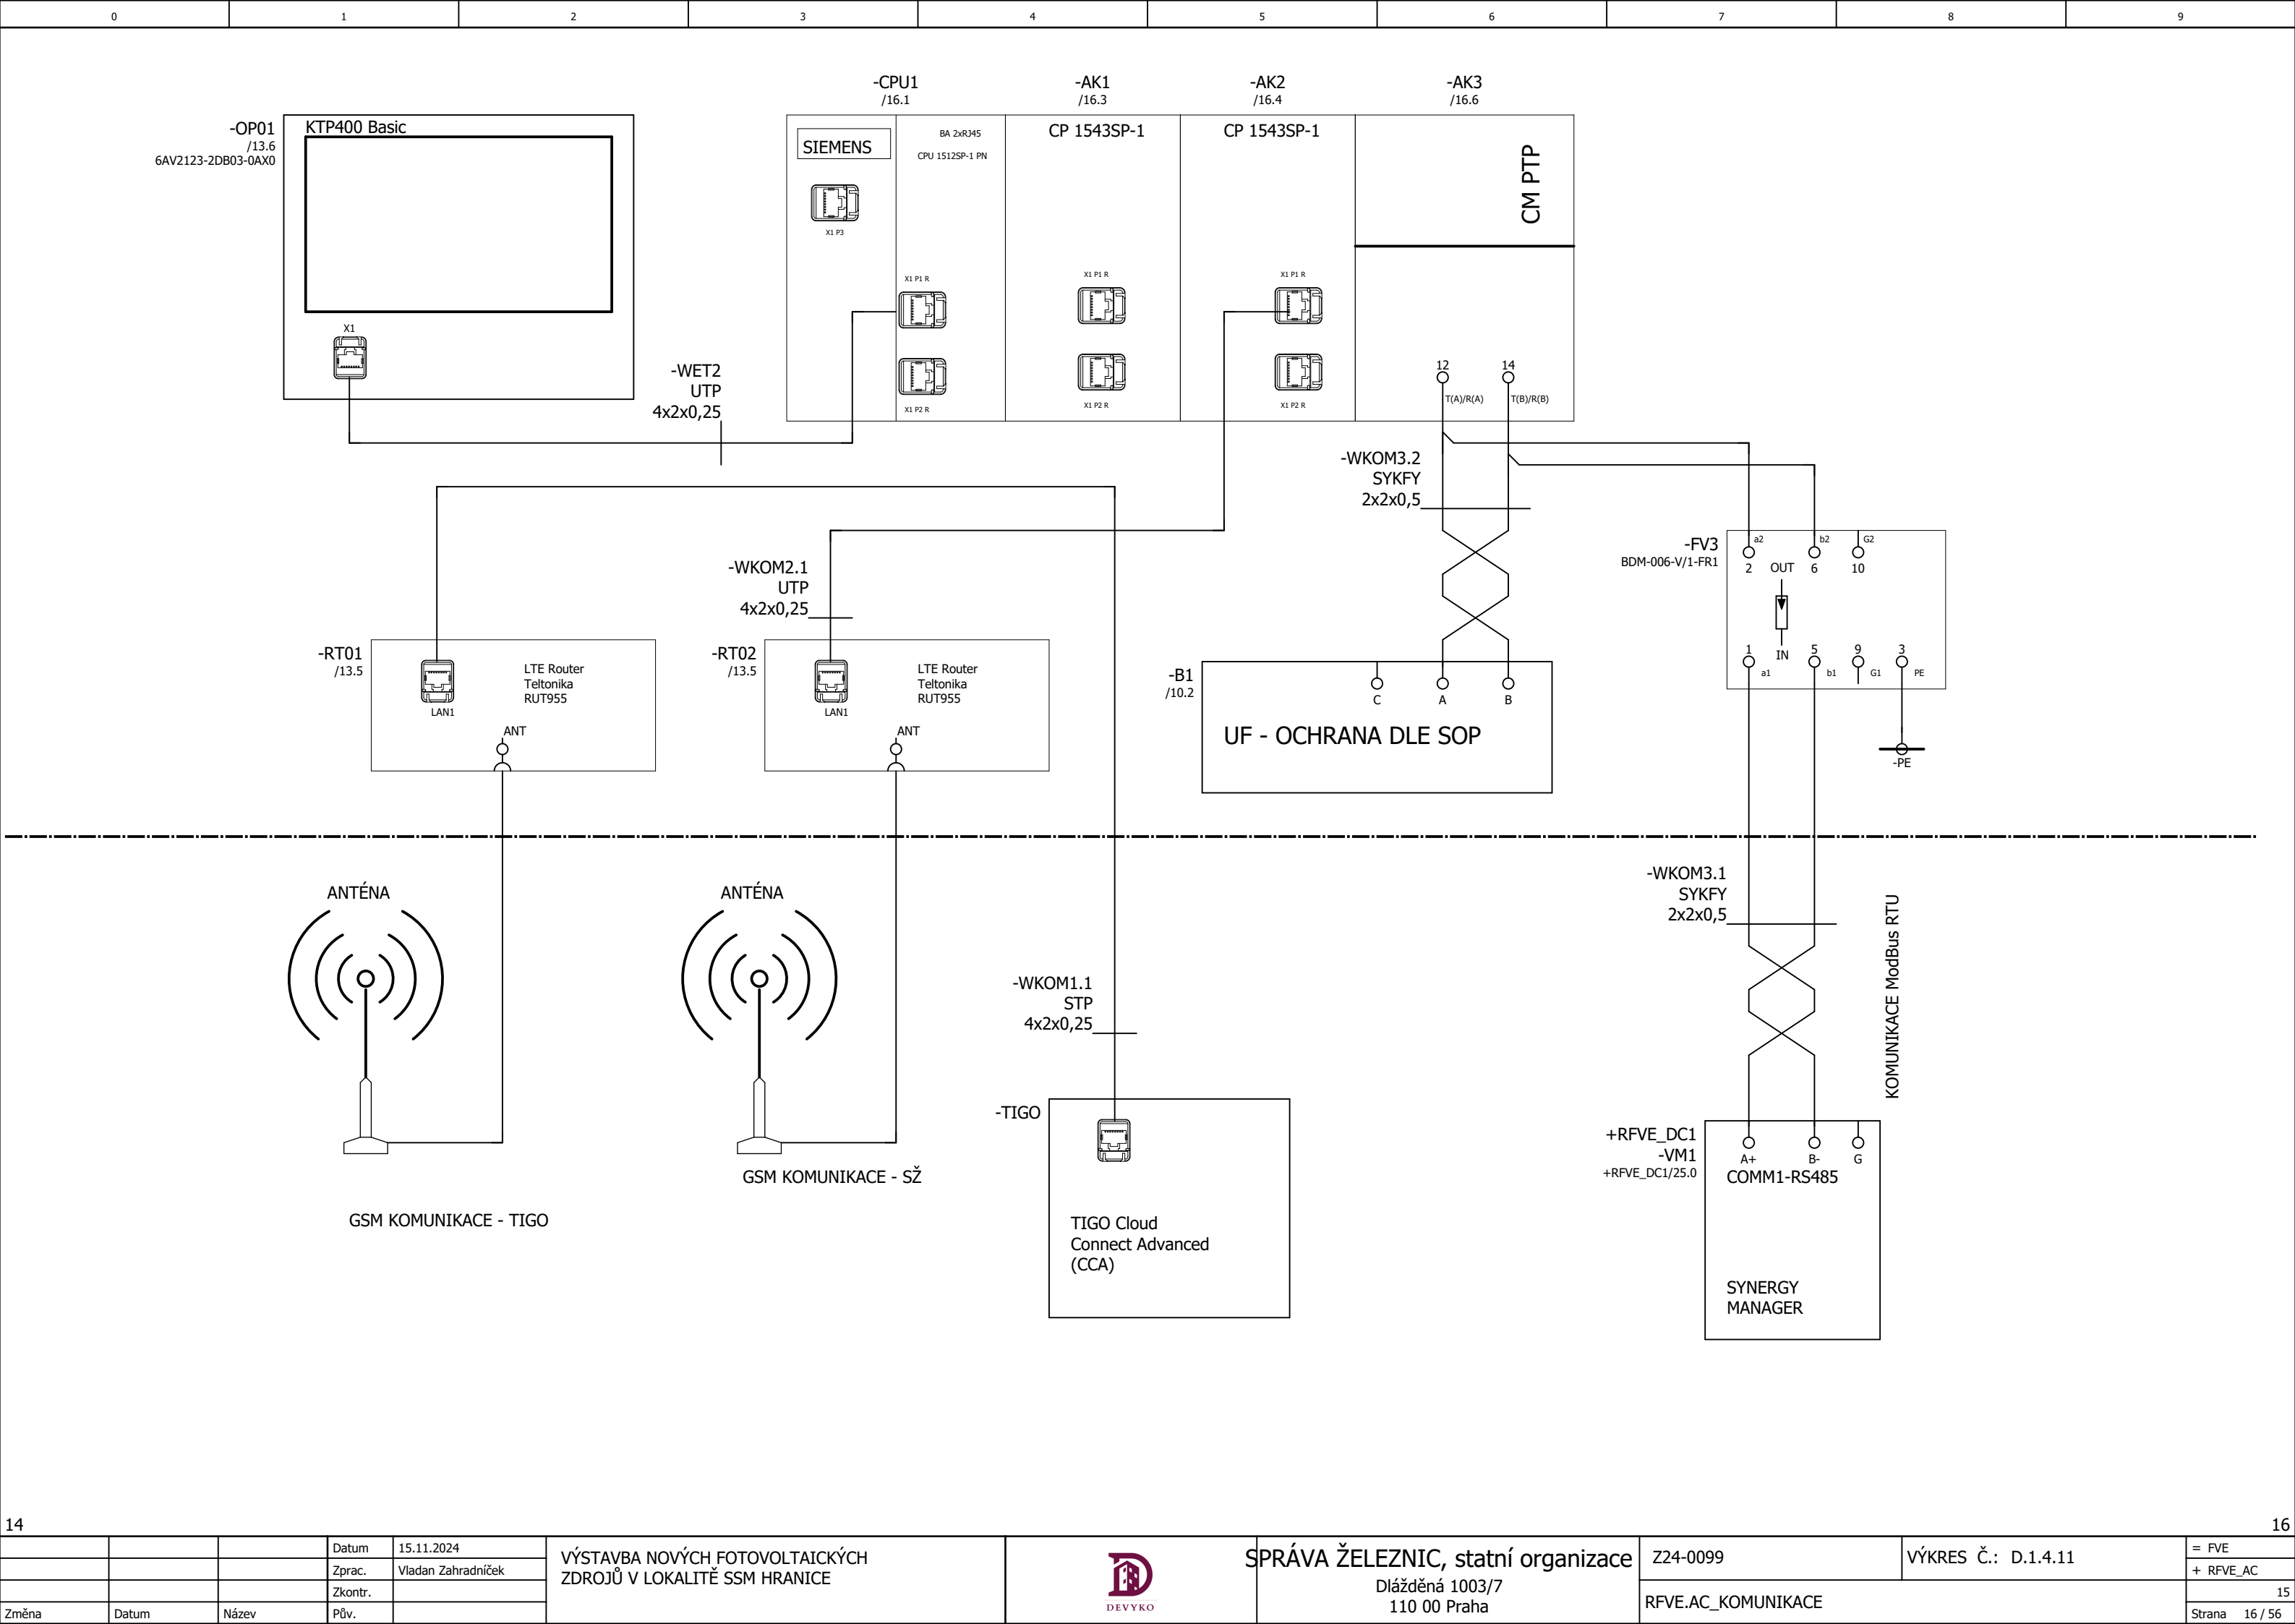 0 1 2 3 4 5 6 7 8 9
-CPU1
/16.1
-AK1
/16.3
-AK2
/16.4
-AK3
/16.6
-OP01
/13.6
6AV2123-2DB03-0AX0
KTP400 Basic
X1
SIEMENS
X1 P3
BA 2xRJ45
CPU 1512SP-1 PN
X1 P1 R
X1 P2 R
CP 1543SP-1
X1 P1 R
X1 P2 R
CP 1543SP-1
X1 P1 R
X1 P2 R
CM PTP
12
14
T(A)/R(A)
T(B)/R(B)
-WET2
UTP
4x2x0,25
-WKOM3.2
SYKFY
2x2x0,5
-WKOM2.1
UTP
4x2x0,25
-FV3
BDM-006-V/1-FR1
a2
b2
G2
2
OUT
6
10
1
IN
5
9
3
a1
b1
G1
PE
-PE
-RT01
/13.5
LTE Router
Teltonika
RUT955
LAN1
ANT
-RT02
/13.5
LTE Router
Teltonika
RUT955
LAN1
ANT
-B1
/10.2
C
A
B
UF - OCHRANA DLE SOP
ANTÉNA
ANTÉNA
-WKOM3.1
SYKFY
2x2x0,5
KOMUNIKACE ModBus RTU
-WKOM1.1
STP
4x2x0,25
-TIGO
TIGO Cloud
Connect Advanced
(CCA)
GSM KOMUNIKACE - SŽ
GSM KOMUNIKACE - TIGO
+RFVE_DC1
-VM1
+RFVE_DC1/25.0
A+
B-
G
COMM1-RS485
SYNERGY
MANAGER
14
16
Datum 15.11.2024
Zprac. Vladan Zahradníček
Zkontr.
Změna Datum Název Pův.
VÝSTAVBA NOVÝCH FOTOVOLTAICKÝCH
ZDROJŮ V LOKALITĚ SSM HRANICE
DEVYKO
SPRÁVA ŽELEZNIC, statní organizace
Dlážděná 1003/7
110 00 Praha
Z24-0099
VÝKRES Č.: D.1.4.11
RFVE.AC_KOMUNIKACE
= FVE
+ RFVE_AC
15
Strana 16 / 56